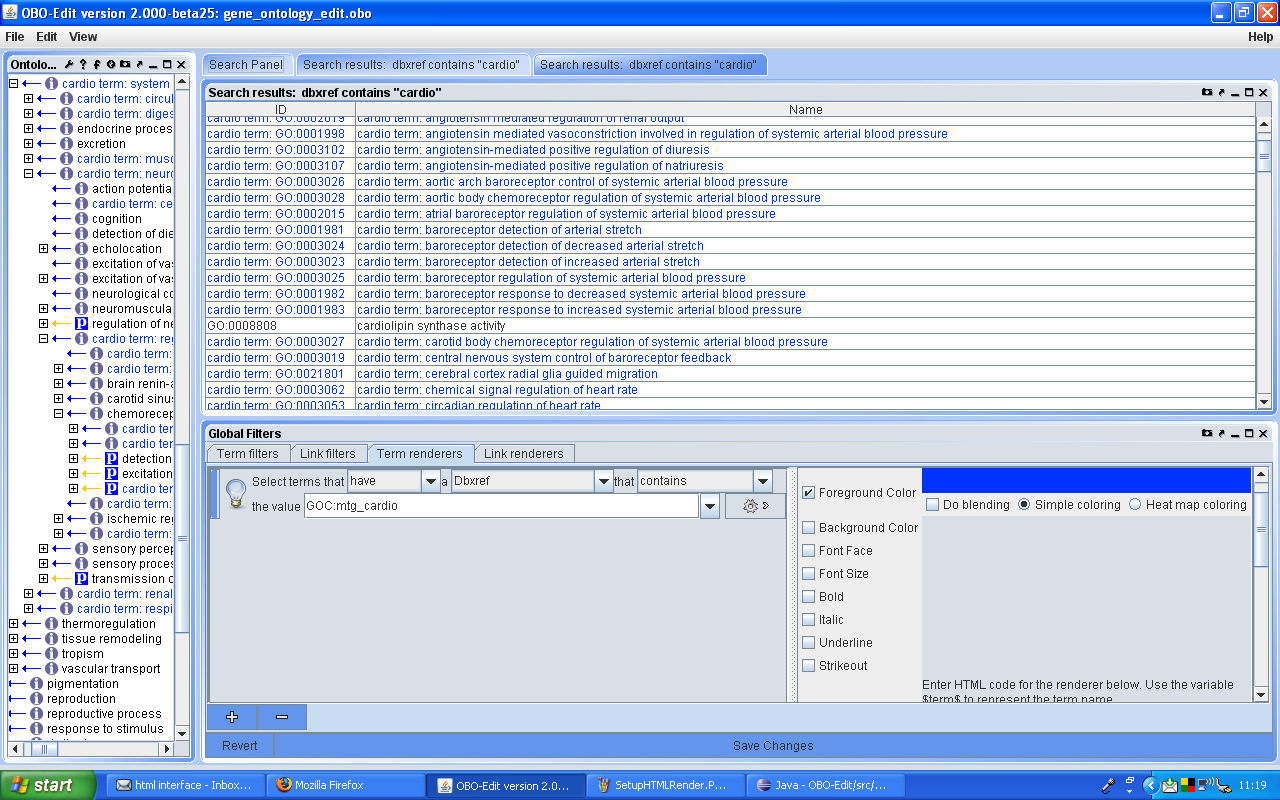 OBO-Edit version 2.000-beta25: gene_ontology_edit.obo
File Edit View Help
Ontolo...
cardio term: system
cardio term: circu
cardio term: diges
endocrine proces
excretion
cardio term: musc
cardio term: neuro
action potentia
cardio term: ce
cognition
detection of die
echolocation
excitation of vas
excitation of vas
neurological co
neuromuscula
regulation of ne
cardio term: reg
cardio term:
cardio term:
brain renin-a
carotid sinus
chemorecep
cardio ter
cardio ter
detection
excitation
cardio ter
cardio term:
ischemic reg
cardio term:
sensory percep
sensory proces
transmission o
cardio term: renal
cardio term: respi
thermoregulation
tissue remodeling
tropism
vascular transport
pigmentation
reproduction
reproductive process
response to stimulus
Search Panel
Search results: dbxref contains "cardio"
Search results: dbxref contains "cardio"
Search results: dbxref contains "cardio"
ID Name
cardio term: GO:0002019 cardio term: angiotensin mediated regulation of renal output
cardio term: GO:0001998 cardio term: angiotensin mediated vasoconstriction involved in regulation of systemic arterial blood pressure
cardio term: GO:0003102 cardio term: angiotensin-mediated positive regulation of diuresis
cardio term: GO:0003107 cardio term: angiotensin-mediated positive regulation of natriuresis
cardio term: GO:0003026 cardio term: aortic arch baroreceptor control of systemic arterial blood pressure
cardio term: GO:0003028 cardio term: aortic body chemoreceptor regulation of systemic arterial blood pressure
cardio term: GO:0002015 cardio term: atrial baroreceptor regulation of systemic arterial blood pressure
cardio term: GO:0001981 cardio term: baroreceptor detection of arterial stretch
cardio term: GO:0003024 cardio term: baroreceptor detection of decreased arterial stretch
cardio term: GO:0003023 cardio term: baroreceptor detection of increased arterial stretch
cardio term: GO:0003025 cardio term: baroreceptor regulation of systemic arterial blood pressure
cardio term: GO:0001982 cardio term: baroreceptor response to decreased systemic arterial blood pressure
cardio term: GO:0001983 cardio term: baroreceptor response to increased systemic arterial blood pressure
GO:0008808 cardiolipin synthase activity
cardio term: GO:0003027 cardio term: carotid body chemoreceptor regulation of systemic arterial blood pressure
cardio term: GO:0003019 cardio term: central nervous system control of baroreceptor feedback
cardio term: GO:0021801 cardio term: cerebral cortex radial glia guided migration
cardio term: GO:0003062 cardio term: chemical signal regulation of heart rate
cardio term: GO:0003053 cardio term: circadian regulation of heart rate
Global Filters
Term filters Link filters Term renderers Link renderers
Select terms that have a Dbxref that contains
the value GOC:mtg_cardio
Foreground Color
Do blending Simple coloring Heat map coloring
Background Color
Font Face
Font Size
Bold
Italic
Underline
Strikeout
Enter HTML code for the renderer below. Use the variable
$term$ to represent the term name
Revert Save Changes
start html interface - Inbox... Mozilla Firefox OBO-Edit version 2.0... SetupHTMLRender.P... Java - OBO-Edit/src/... 11:19